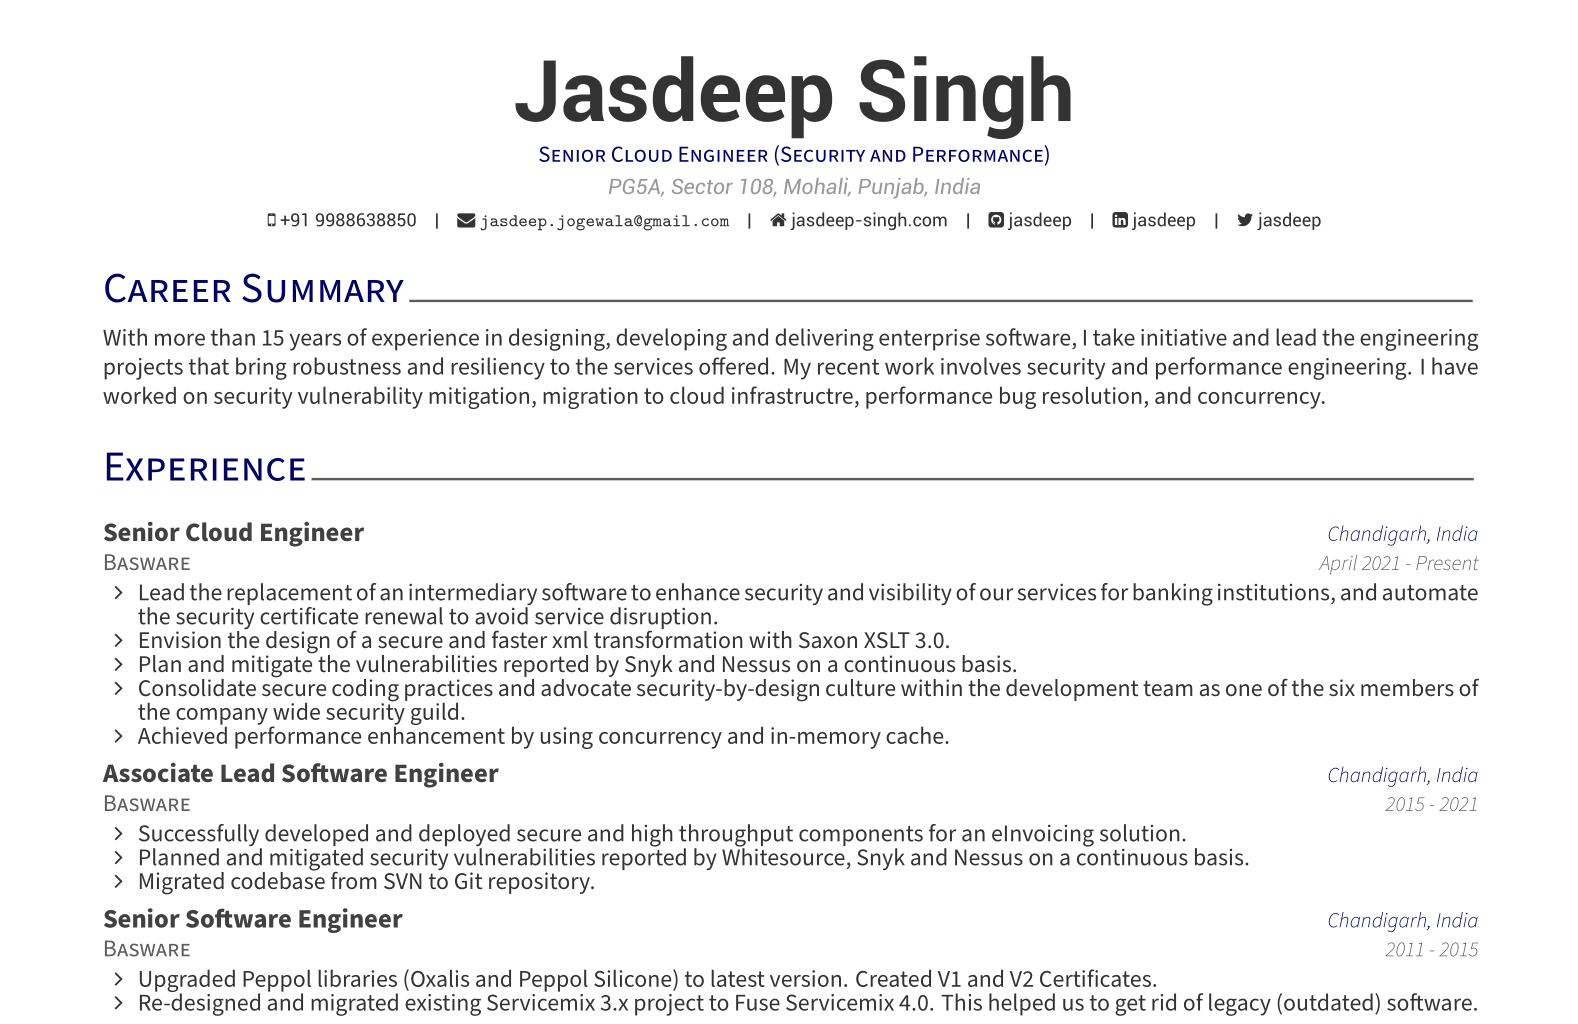 Jasdeep Singh
Senior Cloud Engineer (Security and Performance)
PG5A, Sector 108, Mohali, Punjab, India
+91 9988638850 | jasdeep.jogewala@gmail.com | jasdeep-singh.com | jasdeep | jasdeep | jasdeep
Career Summary
With more than 15 years of experience in designing, developing and delivering enterprise software, I take initiative and lead the engineering
projects that bring robustness and resiliency to the services offered. My recent work involves security and performance engineering. I have
worked on security vulnerability mitigation, migration to cloud infrastructre, performance bug resolution, and concurrency.
Experience
Senior Cloud Engineer Chandigarh, India
Basware April 2021 - Present
Lead the replacement of an intermediary software to enhance security and visibility of our services for banking institutions, and automate
the security certificate renewal to avoid service disruption.
Envision the design of a secure and faster xml transformation with Saxon XSLT 3.0.
Plan and mitigate the vulnerabilities reported by Snyk and Nessus on a continuous basis.
Consolidate secure coding practices and advocate security-by-design culture within the development team as one of the six members of
the company wide security guild.
Achieved performance enhancement by using concurrency and in-memory cache.
Associate Lead Software Engineer Chandigarh, India
Basware 2015 - 2021
Successfully developed and deployed secure and high throughput components for an eInvoicing solution.
Planned and mitigated security vulnerabilities reported by Whitesource, Snyk and Nessus on a continuous basis.
Migrated codebase from SVN to Git repository.
Senior Software Engineer Chandigarh, India
Basware 2011 - 2015
Upgraded Peppol libraries (Oxalis and Peppol Silicone) to latest version. Created V1 and V2 Certificates.
Re-designed and migrated existing Servicemix 3.x project to Fuse Servicemix 4.0. This helped us to get rid of legacy (outdated) software.